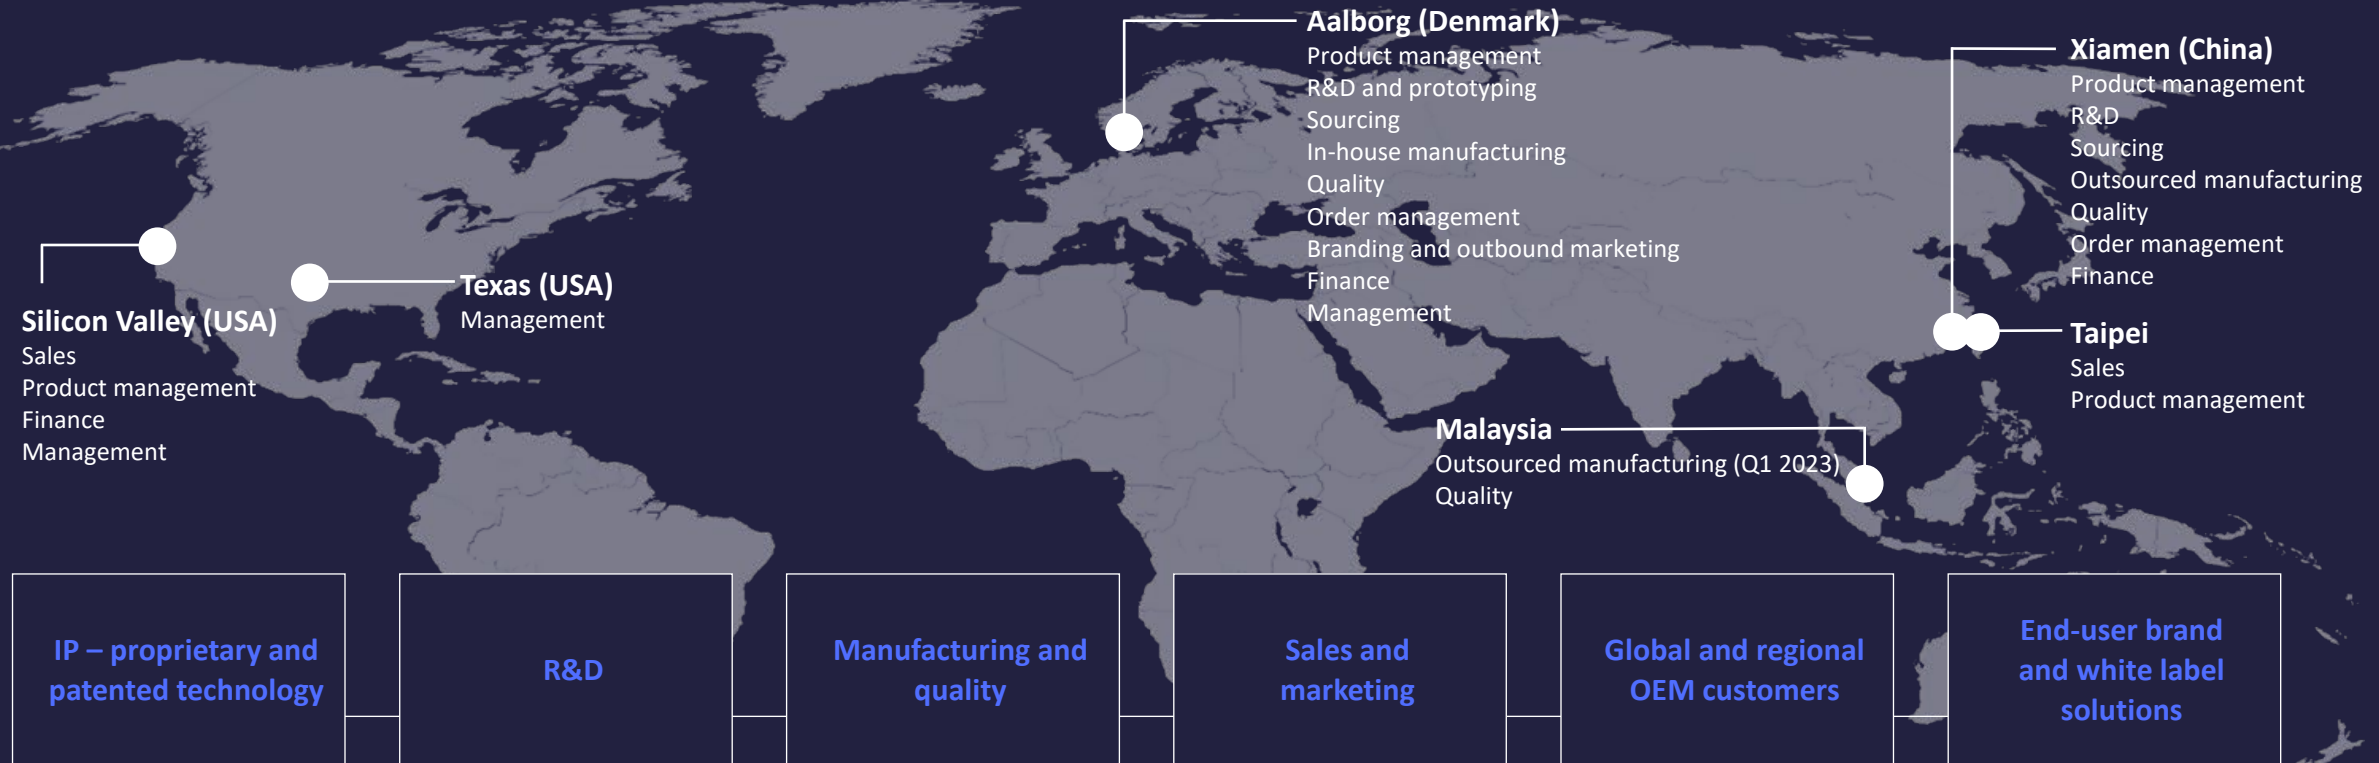 Aalborg (Denmark)
Product management
R&D and prototyping
Sourcing
In-house manufacturing
Quality
Order management
Branding and outbound marketing
Finance
Management
Xiamen (China)
Product management
R&D
Sourcing
Outsourced manufacturing
Quality
Order management
Finance
Silicon Valley (USA)
Sales
Product management
Finance
Management
Texas (USA)
Management
Taipei
Sales
Product management
Malaysia
Outsourced manufacturing (Q1 2023)
Quality
IP – proprietary and
patented technology
R&D
Manufacturing and
quality
Sales and
marketing
Global and regional
OEM customers
End-user brand
and white label
solutions